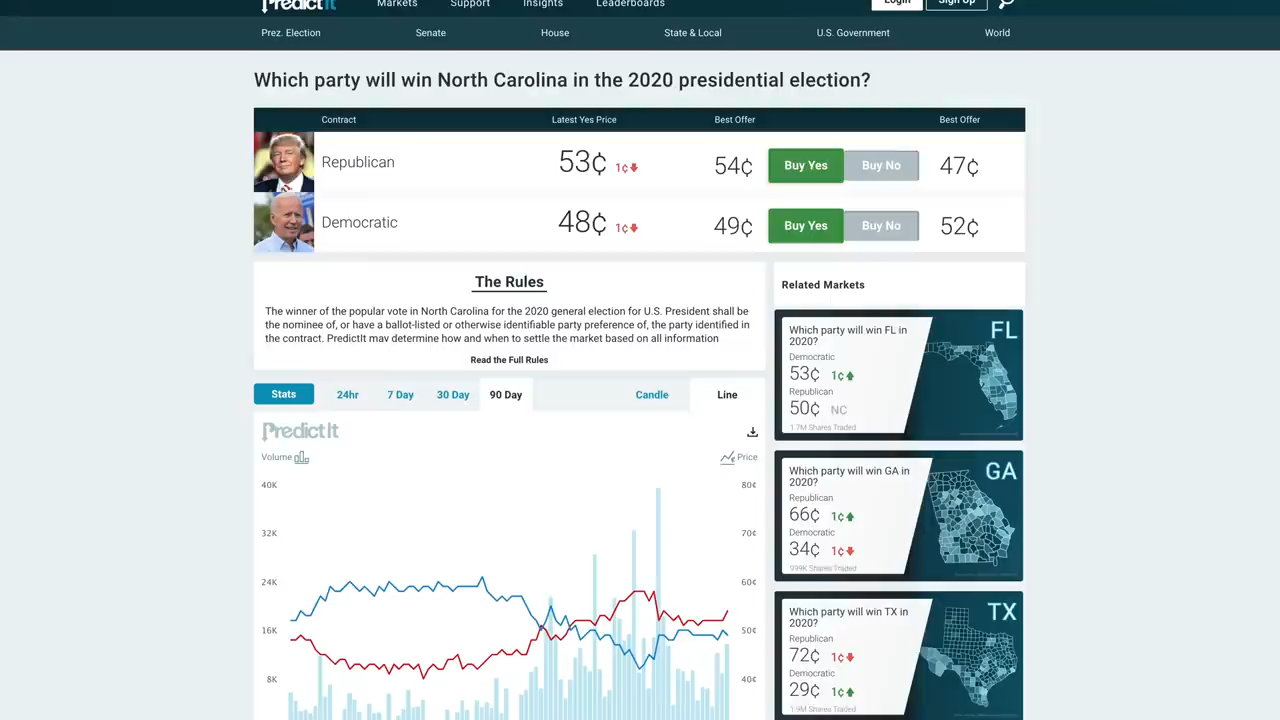 PredictIt
Markets
Support
Insights
Leaderboards
Login
Sign Up
Prez. Election
Senate
House
State & Local
U.S. Government
World
Which party will win North Carolina in the 2020 presidential election?
Contract
Latest Yes Price
Best Offer
Best Offer
Republican
53¢ 1¢
54¢
Buy Yes
Buy No
47¢
Democratic
48¢ 1¢
49¢
Buy Yes
Buy No
52¢
The Rules
The winner of the popular vote in North Carolina for the 2020 general election for U.S. President shall be
the nominee of, or have a ballot-listed or otherwise identifiable party preference of, the party identified in
the contract. PredictIt may determine how and when to settle the market based on all information
Read the Full Rules
Stats
24hr
7 Day
30 Day
90 Day
Candle
Line
PredictIt
Volume
Price
40K
80¢
32K
70¢
24K
60¢
16K
50¢
8K
40¢
Related Markets
Which party will win FL in
2020?
Democratic
53¢ 1¢
Republican
50¢ NC
1.7M Shares Traded
FL
Which party will win GA in
2020?
Republican
66¢ 1¢
Democratic
34¢ 1¢
999K Shares Traded
GA
Which party will win TX in
2020?
Republican
72¢ 1¢
Democratic
29¢ 1¢
1.9M Shares Traded
TX